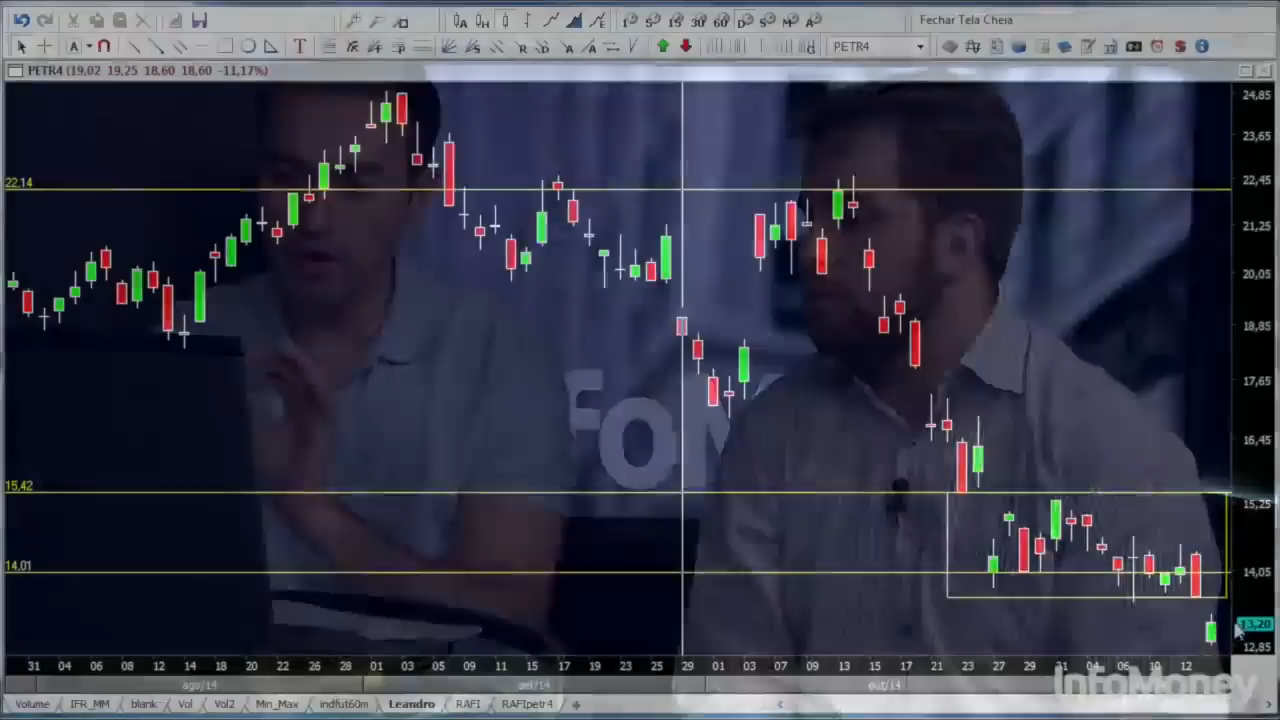 5 15 30 60 D S M A Fechar Tela Cheia
A T PETR4 $
PETR4 (19,02 19,25 18,60 18,60 -11,17%)
24,85
23,65
22,14
22,45
21,25
20,05
18,85
17,65
FOM
16,45
15,42
15,25
14,01
14,05
13,20
12,85
31 04 06 08 12 14 18 20 22 26 28 01 03 05 09 11 15 17 19 23 25 29 01 03 07 09 13 15 17 21 23 27 29 31 04 06 10 12
ago/14 set/14 out/14
InfoMoney
Volume IFR_MM blank Vol Vol2 Min_Max indfut60m Leandro RAFI RAFIpetr4